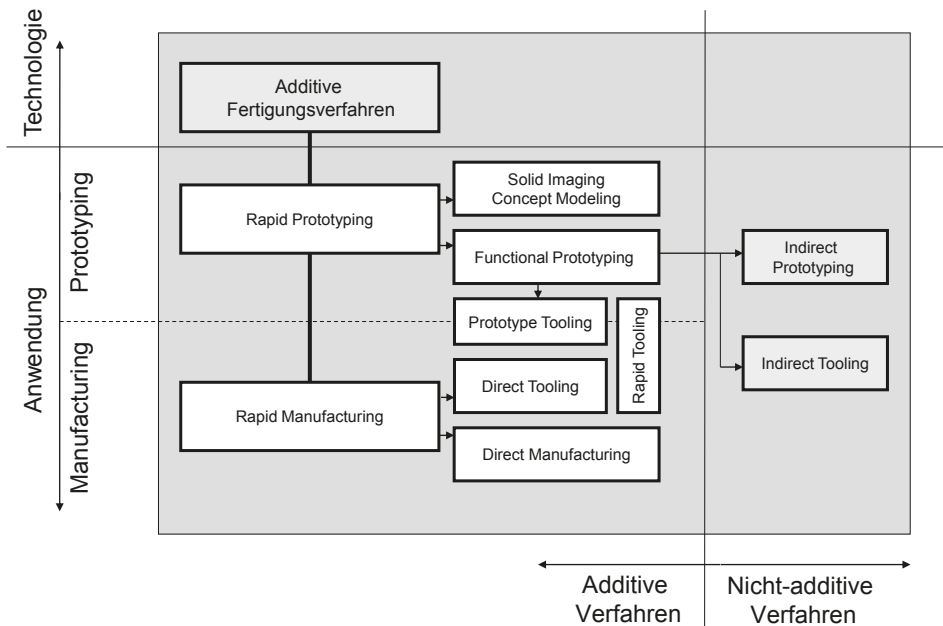 Technologie
Anwendung
Prototyping
Manufacturing
Additive
Fertigungsverfahren
Rapid Prototyping
Solid Imaging
Concept Modeling
Functional Prototyping
Indirect
Prototyping
Prototype Tooling
Rapid Tooling
Indirect Tooling
Direct Tooling
Rapid Manufacturing
Direct Manufacturing
Additive
Verfahren
Nicht-additive
Verfahren